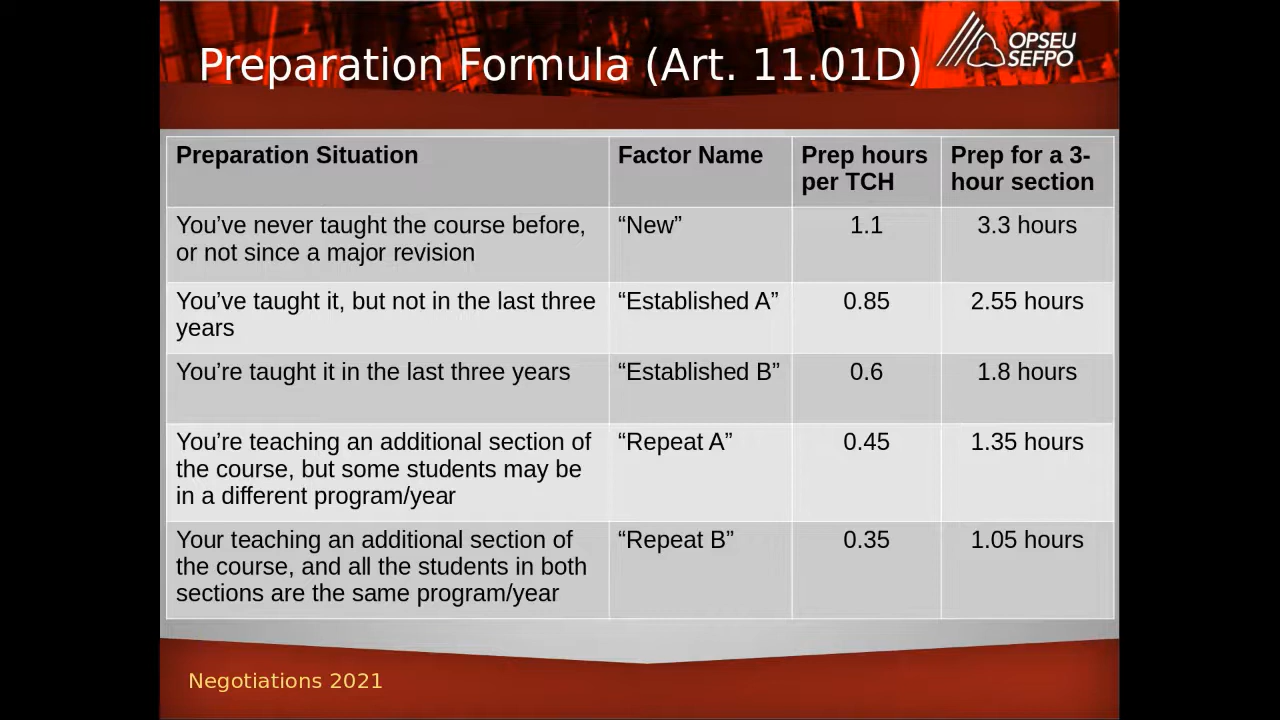 Preparation Formula (Art. 11.01D)
OPSEU
SEFPO
Preparation Situation
Factor Name
Prep hours
per TCH
Prep for a 3-
hour section
You’ve never taught the course before,
or not since a major revision
“New”
1.1
3.3 hours
You’ve taught it, but not in the last three
years
“Established A”
0.85
2.55 hours
You’re taught it in the last three years
“Established B”
0.6
1.8 hours
You’re teaching an additional section of
the course, but some students may be
in a different program/year
“Repeat A”
0.45
1.35 hours
Your teaching an additional section of
the course, and all the students in both
sections are the same program/year
“Repeat B”
0.35
1.05 hours
Negotiations 2021